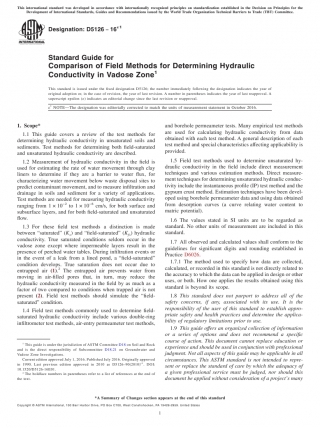 This international standard was developed in accordance with internationally recognized principles on standardization established in the Decision on Principles for the
Development of International Standards, Guides and Recommendations issued by the World Trade Organization Technical Barriers to Trade (TBT) Committee.
Designation: D5126 − 16
Standard Guide for
Comparison of Field Methods for Determining Hydraulic
Conductivity in Vadose Zone1
This standard is issued under the fixed designation D5126; the number immediately following the designation indicates the year of
original adoption or, in the case of revision, the year of last revision. A number in parentheses indicates the year of last reapproval. A
superscript epsilon (ε) indicates an editorial change since the last revision or reapproval.
NOTE—The designation was editorially corrected to match the units of measurement statement in October 2016.
1. Scope*
1.1 This guide covers a review of the test methods for
determining hydraulic conductivity in unsaturated soils and
sediments. Test methods for determining both field-saturated
and unsaturated hydraulic conductivity are described.
1.2 Measurement of hydraulic conductivity in the field is
used for estimating the rate of water movement through clay
liners to determine if they are a barrier to water flux, for
characterizing water movement below waste disposal sites to
predict contaminant movement, and to measure infiltration and
drainage in soils and sediment for a variety of applications.
Test methods are needed for measuring hydraulic conductivity
ranging from 1 × 10 to 1 × 10 cm/s, for both surface and
subsurface layers, and for both field-saturated and unsaturated
flow.
1.3 For these field test methods a distinction is made
between "saturated" (Ks) and "field-saturated" (Kfs) hydraulic
conductivity. True saturated conditions seldom occur in the
vadose zone except where impermeable layers result in the
presence of perched water tables. During infiltration events or
in the event of a leak from a lined pond, a "field-saturated"
condition develops. True saturation does not occur due to
entrapped air (1).2 The entrapped air prevents water from
moving in air-filled pores that, in turn, may reduce the
hydraulic conductivity measured in the field by as much as a
factor of two compared to conditions when trapped air is not
present (2). Field test methods should simulate the "field-
saturated" condition.
1.4 Field test methods commonly used to determine field-
saturated hydraulic conductivity include various double-ring
infiltrometer test methods, air-entry permeameter test methods,
and borehole permeameter tests. Many empirical test methods
are used for calculating hydraulic conductivity from data
obtained with each test method. A general description of each
test method and special characteristics affecting applicability is
provided.
1.5 Field test methods used to determine unsaturated hy-
draulic conductivity in the field include direct measurement
techniques and various estimation methods. Direct measure-
ment techniques for determining unsaturated hydraulic conduc-
tivity include the instantaneous profile (IP) test method and the
gypsum crust method. Estimation techniques have been devel-
oped using borehole permeameter data and using data obtained
from desorption curves (a curve relating water content to
matric potential).
1.6 The values stated in SI units are to be regarded as
standard. No other units of measurement are included in this
standard.
1.7 All observed and calculated values shall conform to the
guidelines for significant digits and rounding established in
Practice D6026.
1.7.1 The method used to specify how data are collected,
calculated, or recorded in this standard is not directly related to
the accuracy to which the data can be applied in design or other
uses, or both. How one applies the results obtained using this
standard is beyond its scope.
1.8 This standard does not purport to address all of the
safety concerns, if any, associated with its use. It is the
responsibility of the user of this standard to establish appro-
priate safety and health practices and determine the applica-
bility of regulatory limitations prior to use.
1.9 This guide offers an organized collection of information
or a series of options and does not recommend a specific
course of action. This document cannot replace education or
experience and should be used in conjunction with professional
judgment. Not all aspects of this guide may be applicable in all
circumstances. This ASTM standard is not intended to repre-
sent or replace the standard of care by which the adequacy of
a given professional service must be judged, nor should this
document be applied without consideration of a project's many
1 This guide is under the jurisdiction of ASTM Committee D18 on Soil and Rock
and is the direct responsibility of Subcommittee D18.21 on Groundwater and
Vadose Zone Investigations.
Current edition approved July 1, 2016. Published July 2016. Originally approved
in 1990. Last previous edition approved in 2010 as
2 The boldface numbers in parentheses refer to a list of references at the end of
the text.
*A Summary of Changes section appears at the end of this standard
Copyright © ASTM International, 100 Barr Harbor Drive, PO Box C700, West Conshohocken, PA 19428-2959. United States
1